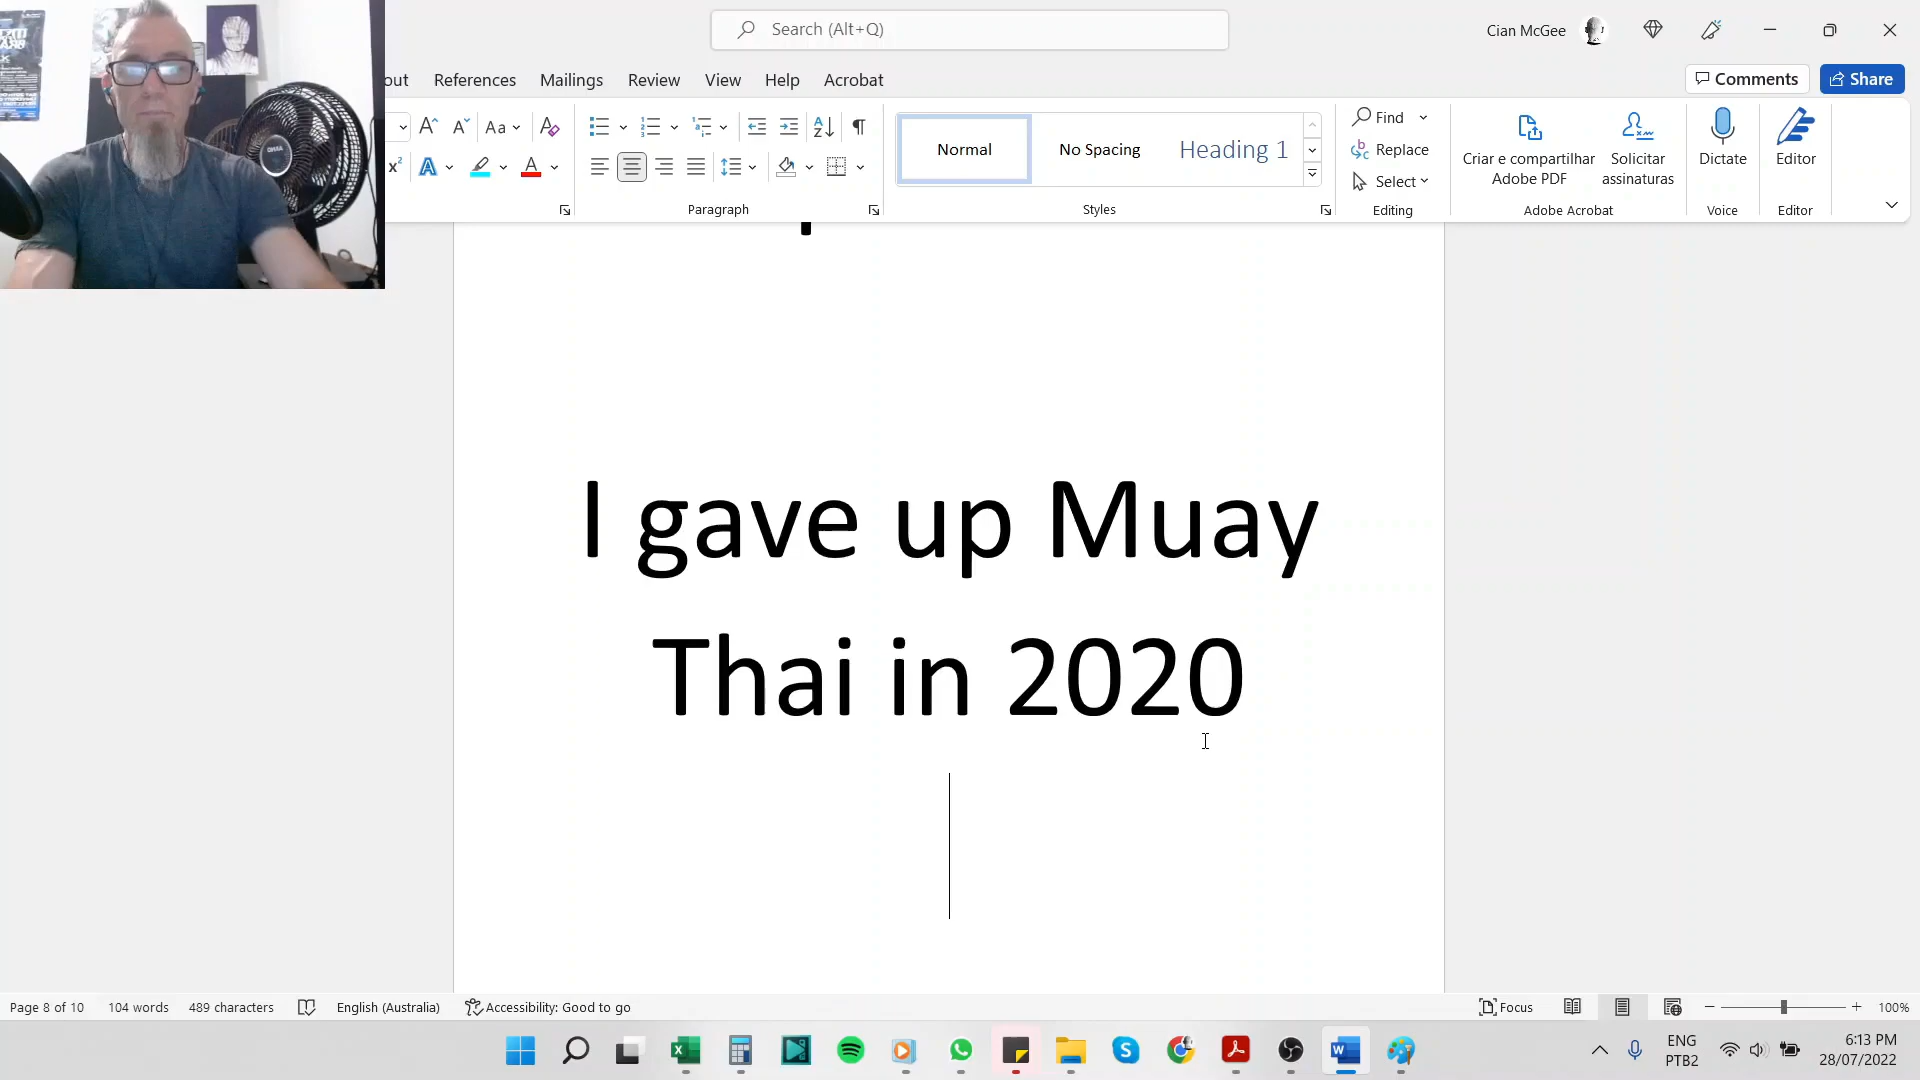 Search (Alt+Q)
Cian McGee
out References Mailings Review View Help Acrobat
Comments Share
Aa
Normal
No Spacing
Heading 1
Find
Replace
Select
Criar e compartilhar
Adobe PDF
Solicitar
assinaturas
Dictate
Editor
Paragraph
Styles
Editing
Adobe Acrobat
Voice
Editor
I gave up Muay
Thai in 2020
Page 8 of 10 104 words 489 characters English (Australia) Accessibility: Good to go
Focus
100%
ENG
PTB2
6:13 PM
28/07/2022